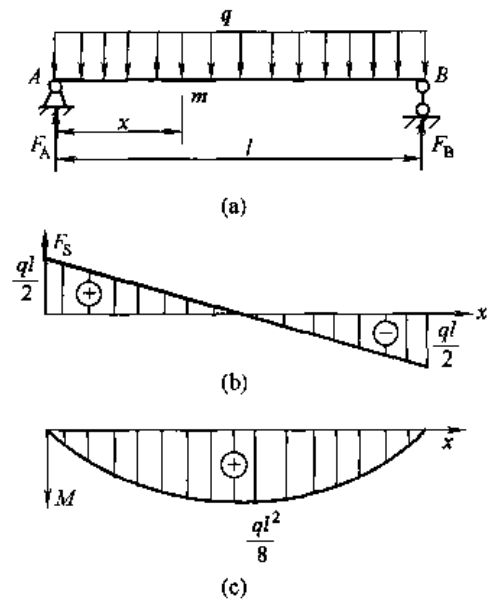 q
A B
m
x
F_A l F_B
(a)
F_S
ql/2
+
x
−
ql/2
(b)
x
+
M
ql²/8
(c)